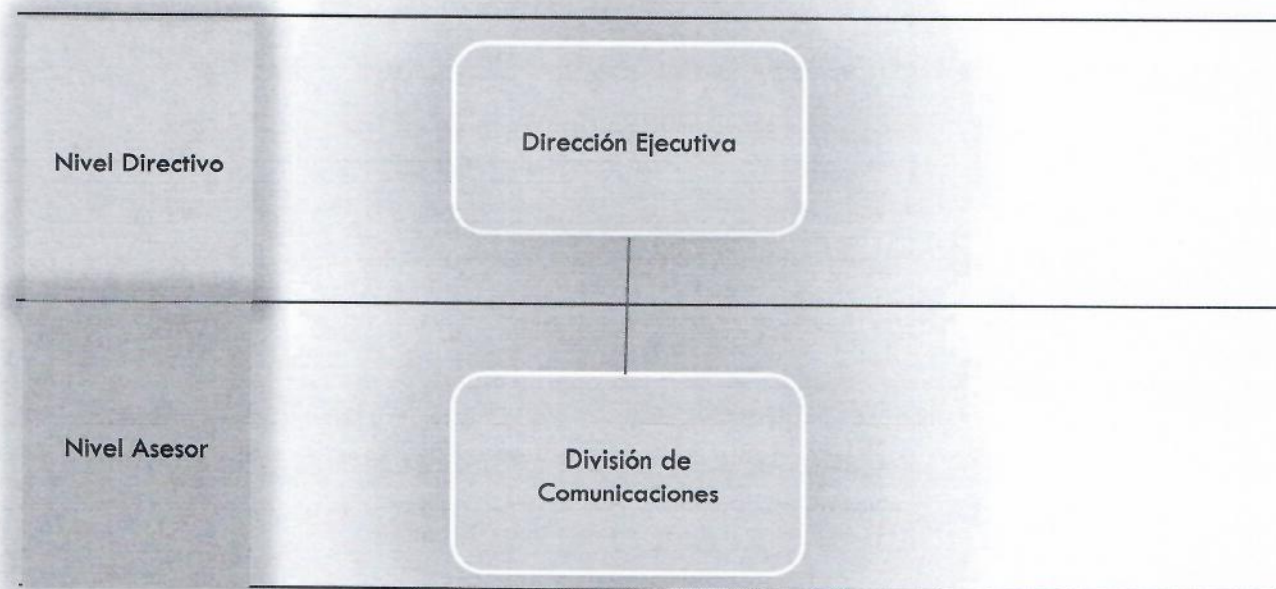 Nivel Directivo
Dirección Ejecutiva
Nivel Asesor
División de
Comunicaciones